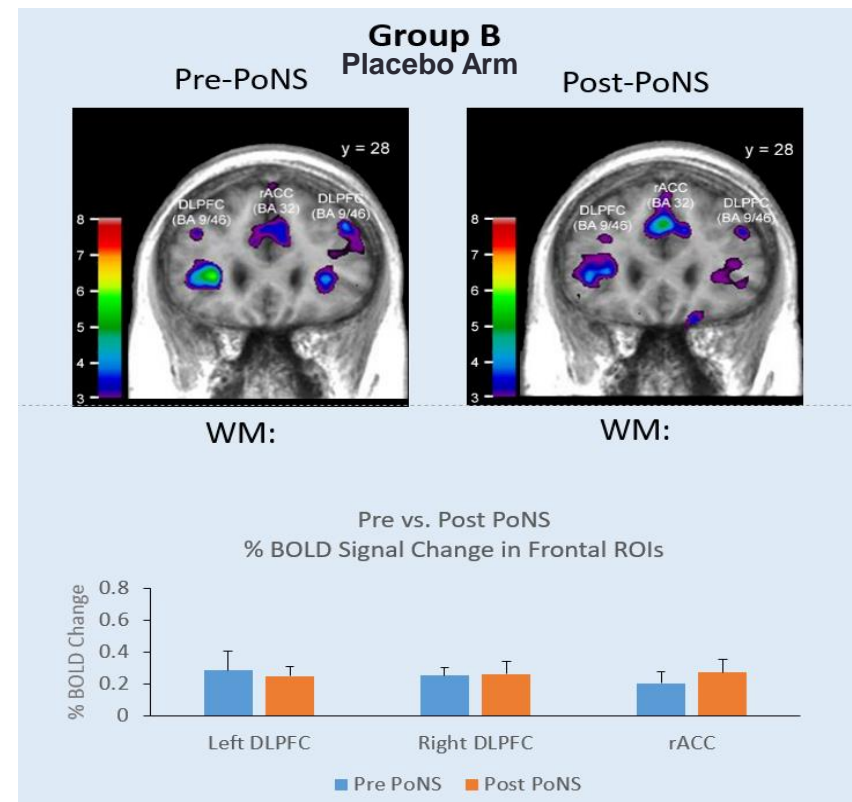 Group B
Placebo Arm
Pre-PoNS
Post-PoNS
y = 28
DLPFC
(BA 9/46)
rACC
(BA 32)
DLPFC
(BA 9/46)
8
7
6
5
4
3
y = 28
DLPFC
(BA 9/46)
rACC
(BA 32)
DLPFC
(BA 9/46)
8
7
6
5
4
3
WM:
WM:
Pre vs. Post PoNS
% BOLD Signal Change in Frontal ROIs
% BOLD Change
0.8
0.6
0.4
0.2
0
Left DLPFC
Right DLPFC
rACC
Pre PoNS
Post PoNS